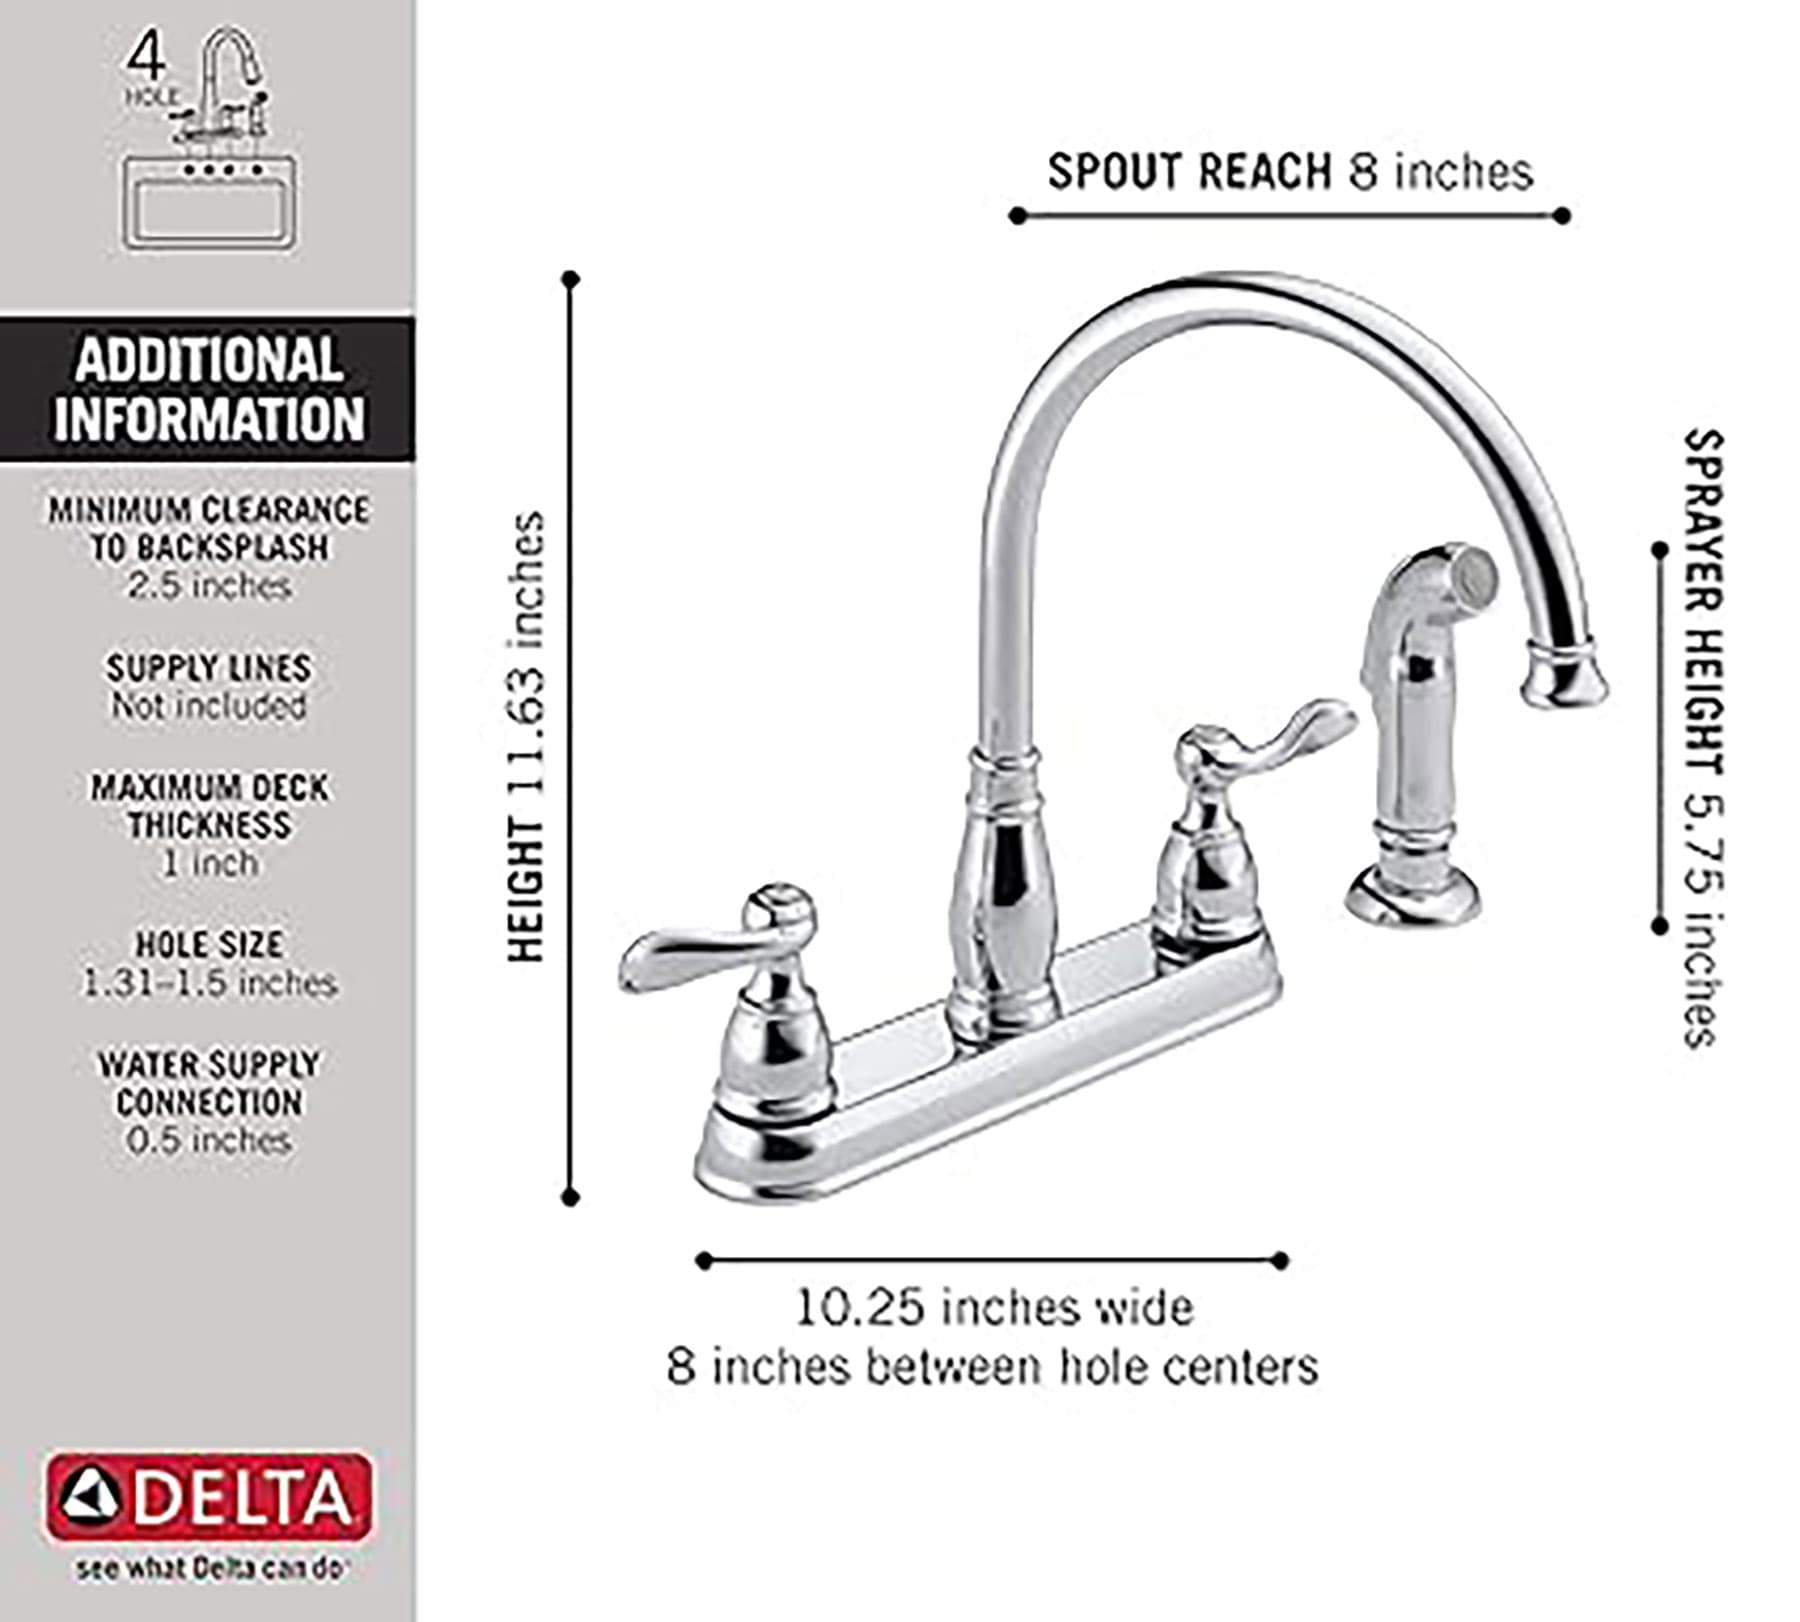 4
HOLE
ADDITIONAL
INFORMATION
MINIMUM CLEARANCE
TO BACKSPLASH
2.5 inches
SUPPLY LINES
Not included
MAXIMUM DECK
THICKNESS
1 inch
HOLE SIZE
1.31–1.5 inches
WATER SUPPLY
CONNECTION
0.5 inches
DELTA
see what Delta can do
SPOUT REACH 8 inches
HEIGHT 11.63 inches
SPRAYER HEIGHT 5.75 inches
10.25 inches wide
8 inches between hole centers